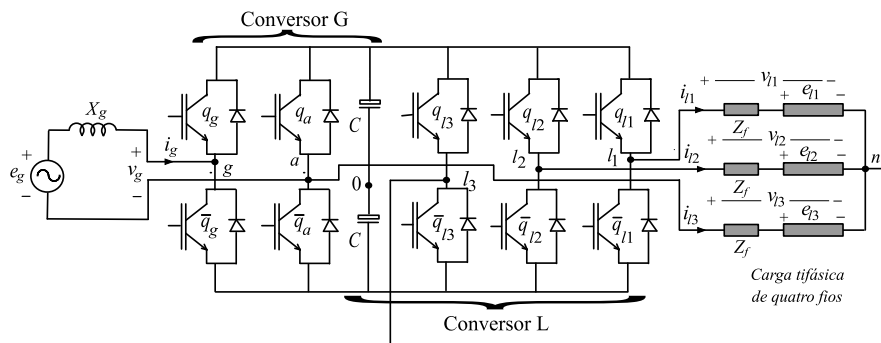 Conversor G
X_g
i_g
+
e_g
−
+
v_g
−
q_g
q_a
g
a
q̅_g
q̅_a
C
0
C
q_l3
q_l2
q_l1
l_3
l_2
l_1
q̅_l3
q̅_l2
q̅_l1
Conversor L
+ v_l1 −
i_l1
+ e_l1 −
Z_f
+ v_l2 −
i_l2
+ e_l2 −
Z_f
n
+ v_l3 −
i_l3
+ e_l3 −
Z_f
Carga tifásica
de quatro fios